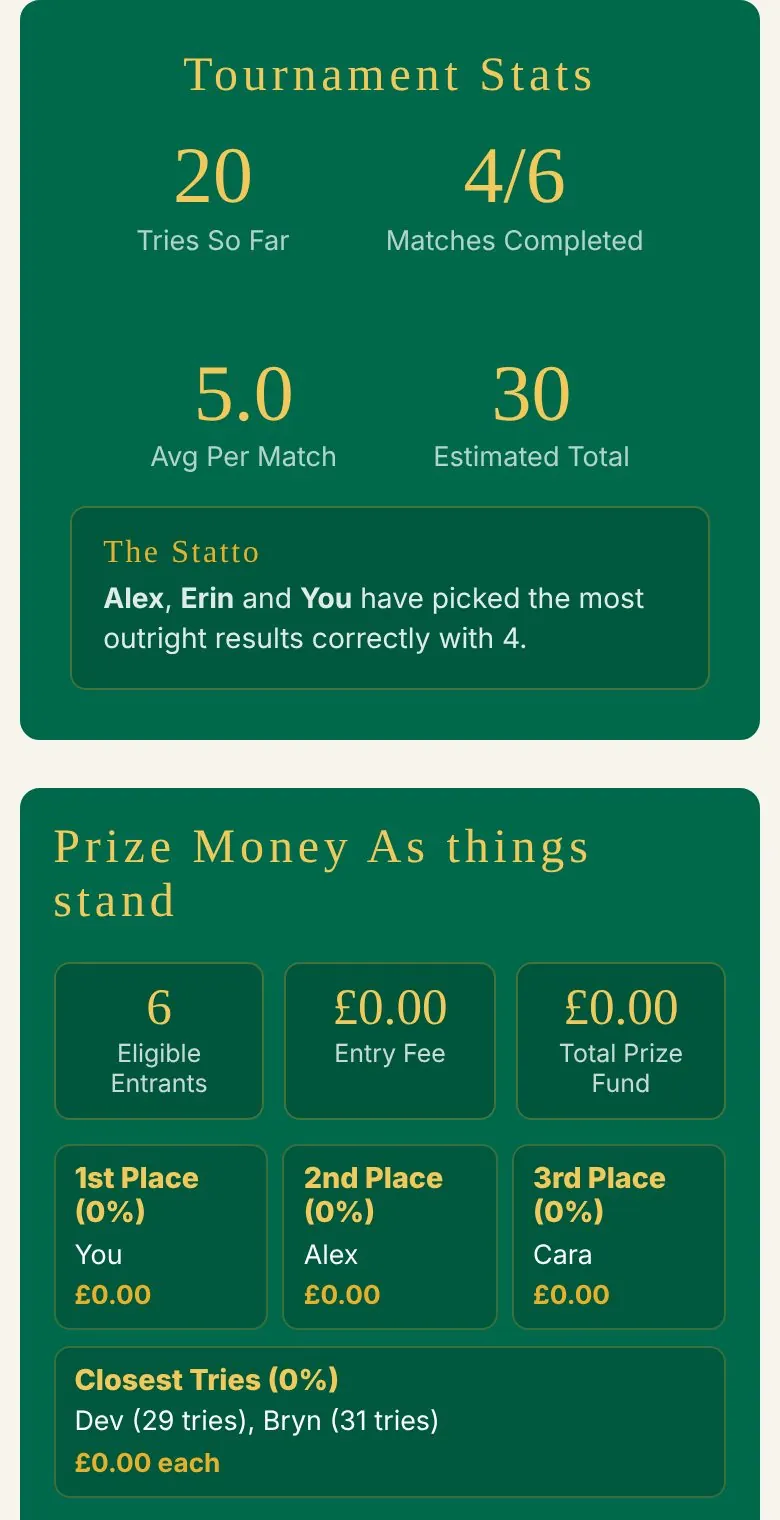 Tournament Stats
20
Tries So Far
4/6
Matches Completed
5.0
Avg Per Match
30
Estimated Total
The Statto
Alex, Erin and You have picked the most
outright results correctly with 4.
Prize Money As things
stand
6
Eligible
Entrants
£0.00
Entry Fee
£0.00
Total Prize
Fund
1st Place
(0%)
You
£0.00
2nd Place
(0%)
Alex
£0.00
3rd Place
(0%)
Cara
£0.00
Closest Tries (0%)
Dev (29 tries), Bryn (31 tries)
£0.00 each